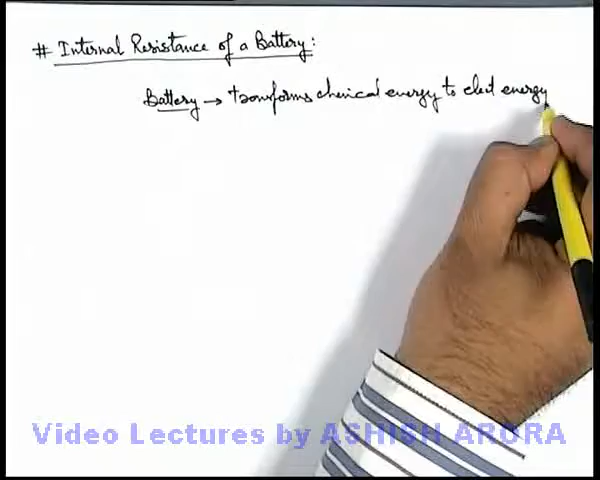 # Internal Resistance of a Battery:
Battery → transforms chemical energy to elect energy
Video Lectures by ASHISH ARORA